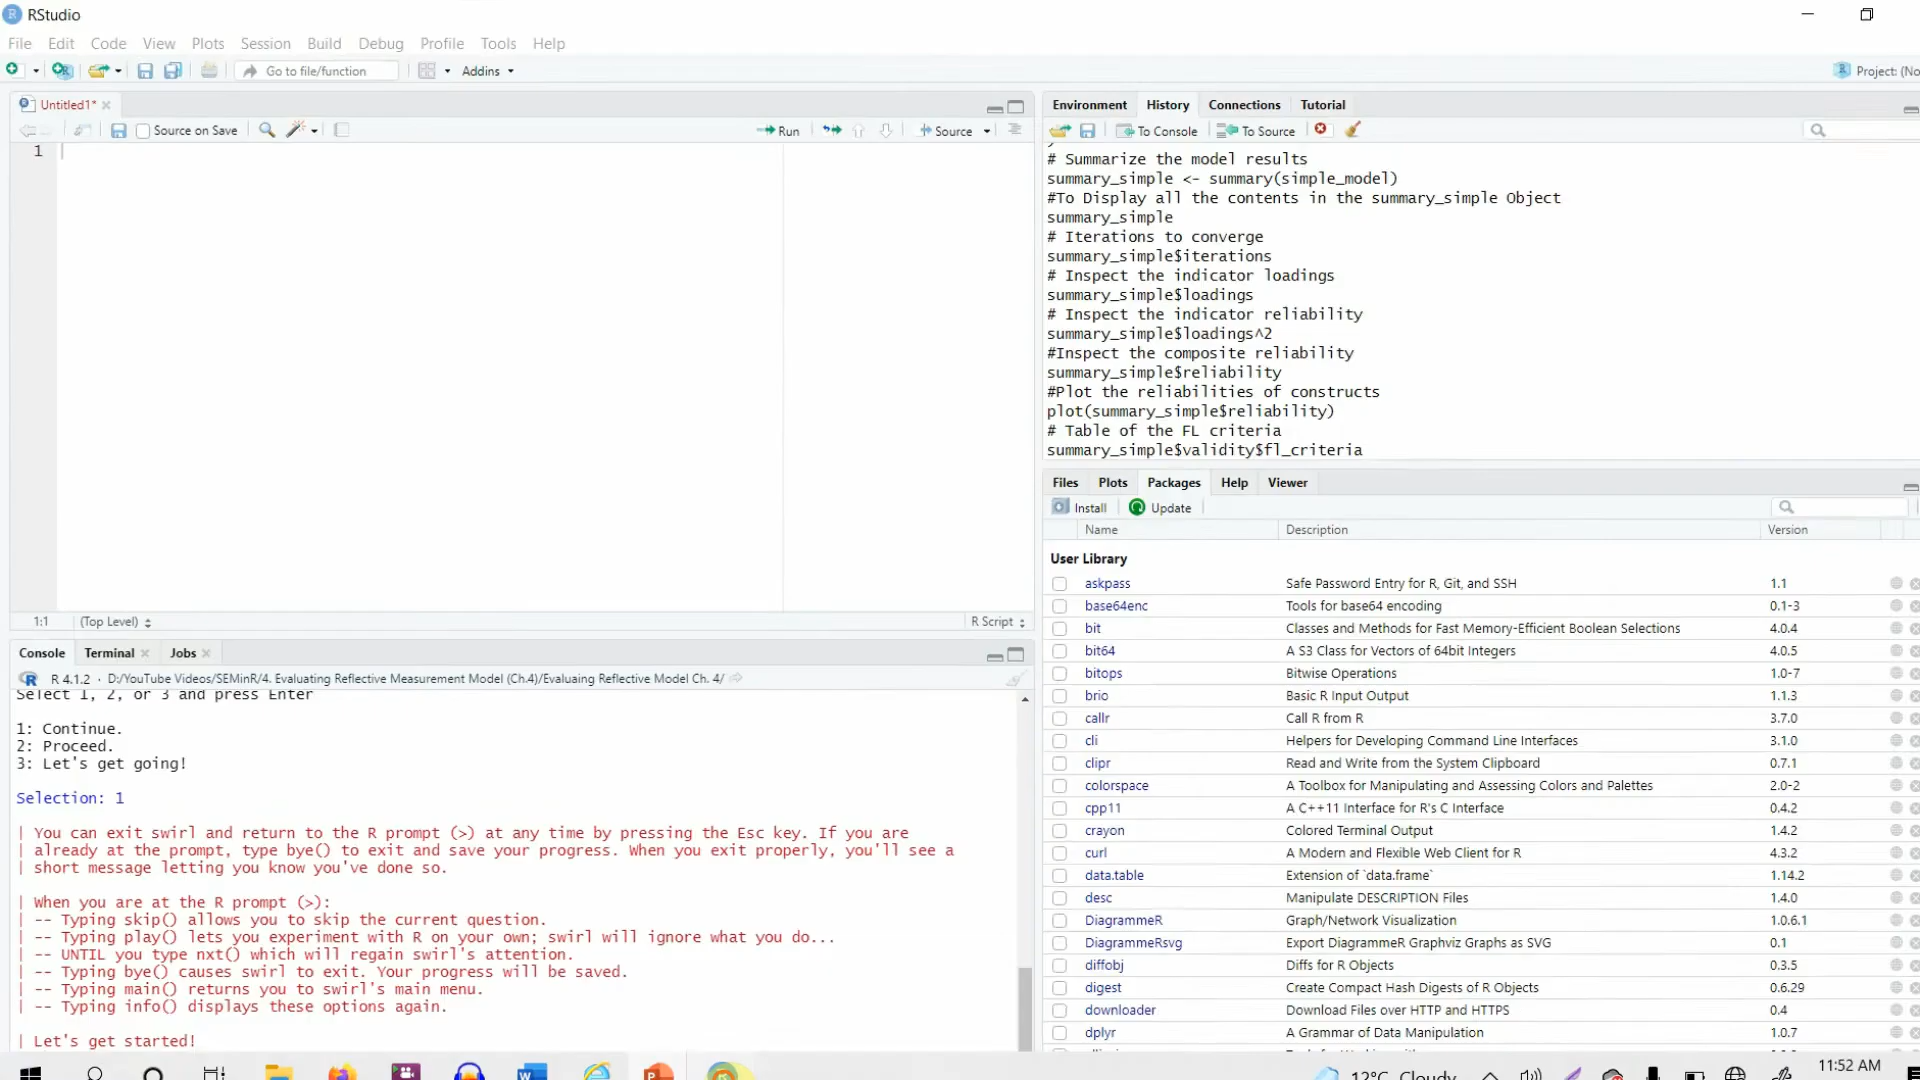 RStudio
File Edit Code View Plots Session Build Debug Profile Tools Help
Go to file/function Addins Project: (No
Untitled1*
Source on Save Run Source
1
1:1 (Top Level) R Script
Console Terminal Jobs
R 4.1.2 · D:/YouTube Videos/SEMinR/4. Evaluating Reflective Measurement Model (Ch.4)/Evaluaing Reflective Model Ch. 4/
Select 1, 2, or 3 and press Enter
1: Continue.
2: Proceed.
3: Let's get going!
Selection: 1
| You can exit swirl and return to the R prompt (>) at any time by pressing the Esc key. If you are
| already at the prompt, type bye() to exit and save your progress. When you exit properly, you'll see a
| short message letting you know you've done so.
| When you are at the R prompt (>):
| -- Typing skip() allows you to skip the current question.
| -- Typing play() lets you experiment with R on your own; swirl will ignore what you do...
| -- UNTIL you type nxt() which will regain swirl's attention.
| -- Typing bye() causes swirl to exit. Your progress will be saved.
| -- Typing main() returns you to swirl's main menu.
| -- Typing info() displays these options again.
| Let's get started!
Environment History Connections Tutorial
To Console To Source
# Summarize the model results
summary_simple <- summary(simple_model)
#To Display all the contents in the summary_simple Object
summary_simple
# Iterations to converge
summary_simple$iterations
# Inspect the indicator loadings
summary_simple$loadings
# Inspect the indicator reliability
summary_simple$loadings^2
#Inspect the composite reliability
summary_simple$reliability
#Plot the reliabilities of constructs
plot(summary_simple$reliability)
# Table of the FL criteria
summary_simple$validity$fl_criteria
Files Plots Packages Help Viewer
Install Update
Name Description Version
User Library
askpass Safe Password Entry for R, Git, and SSH 1.1
base64enc Tools for base64 encoding 0.1-3
bit Classes and Methods for Fast Memory-Efficient Boolean Selections 4.0.4
bit64 A S3 Class for Vectors of 64bit Integers 4.0.5
bitops Bitwise Operations 1.0-7
brio Basic R Input Output 1.1.3
callr Call R from R 3.7.0
cli Helpers for Developing Command Line Interfaces 3.1.0
clipr Read and Write from the System Clipboard 0.7.1
colorspace A Toolbox for Manipulating and Assessing Colors and Palettes 2.0-2
cpp11 A C++11 Interface for R's C Interface 0.4.2
crayon Colored Terminal Output 1.4.2
curl A Modern and Flexible Web Client for R 4.3.2
data.table Extension of `data.frame` 1.14.2
desc Manipulate DESCRIPTION Files 1.4.0
DiagrammeR Graph/Network Visualization 1.0.6.1
DiagrammeRsvg Export DiagrammeR Graphviz Graphs as SVG 0.1
diffobj Diffs for R Objects 0.3.5
digest Create Compact Hash Digests of R Objects 0.6.29
downloader Download Files over HTTP and HTTPS 0.4
dplyr A Grammar of Data Manipulation 1.0.7
12°C Cloudy 11:52 AM